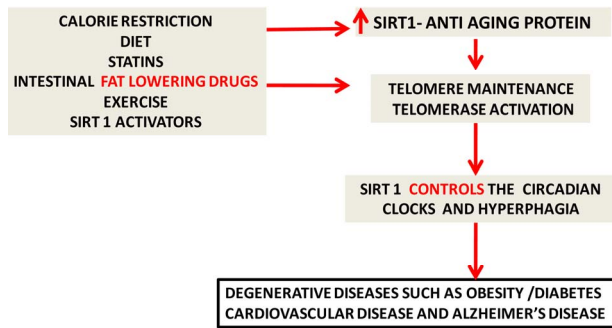 CALORIE RESTRICTION
DIET
STATINS
INTESTINAL FAT LOWERING DRUGS
EXERCISE
SIRT 1 ACTIVATORS
SIRT1- ANTI AGING PROTEIN
TELOMERE MAINTENANCE
TELOMERASE ACTIVATION
SIRT 1 CONTROLS THE CIRCADIAN
CLOCKS AND HYPERPHAGIA
DEGENERATIVE DISEASES SUCH AS OBESITY /DIABETES
CARDIOVASCULAR DISEASE AND ALZHEIMER'S DISEASE